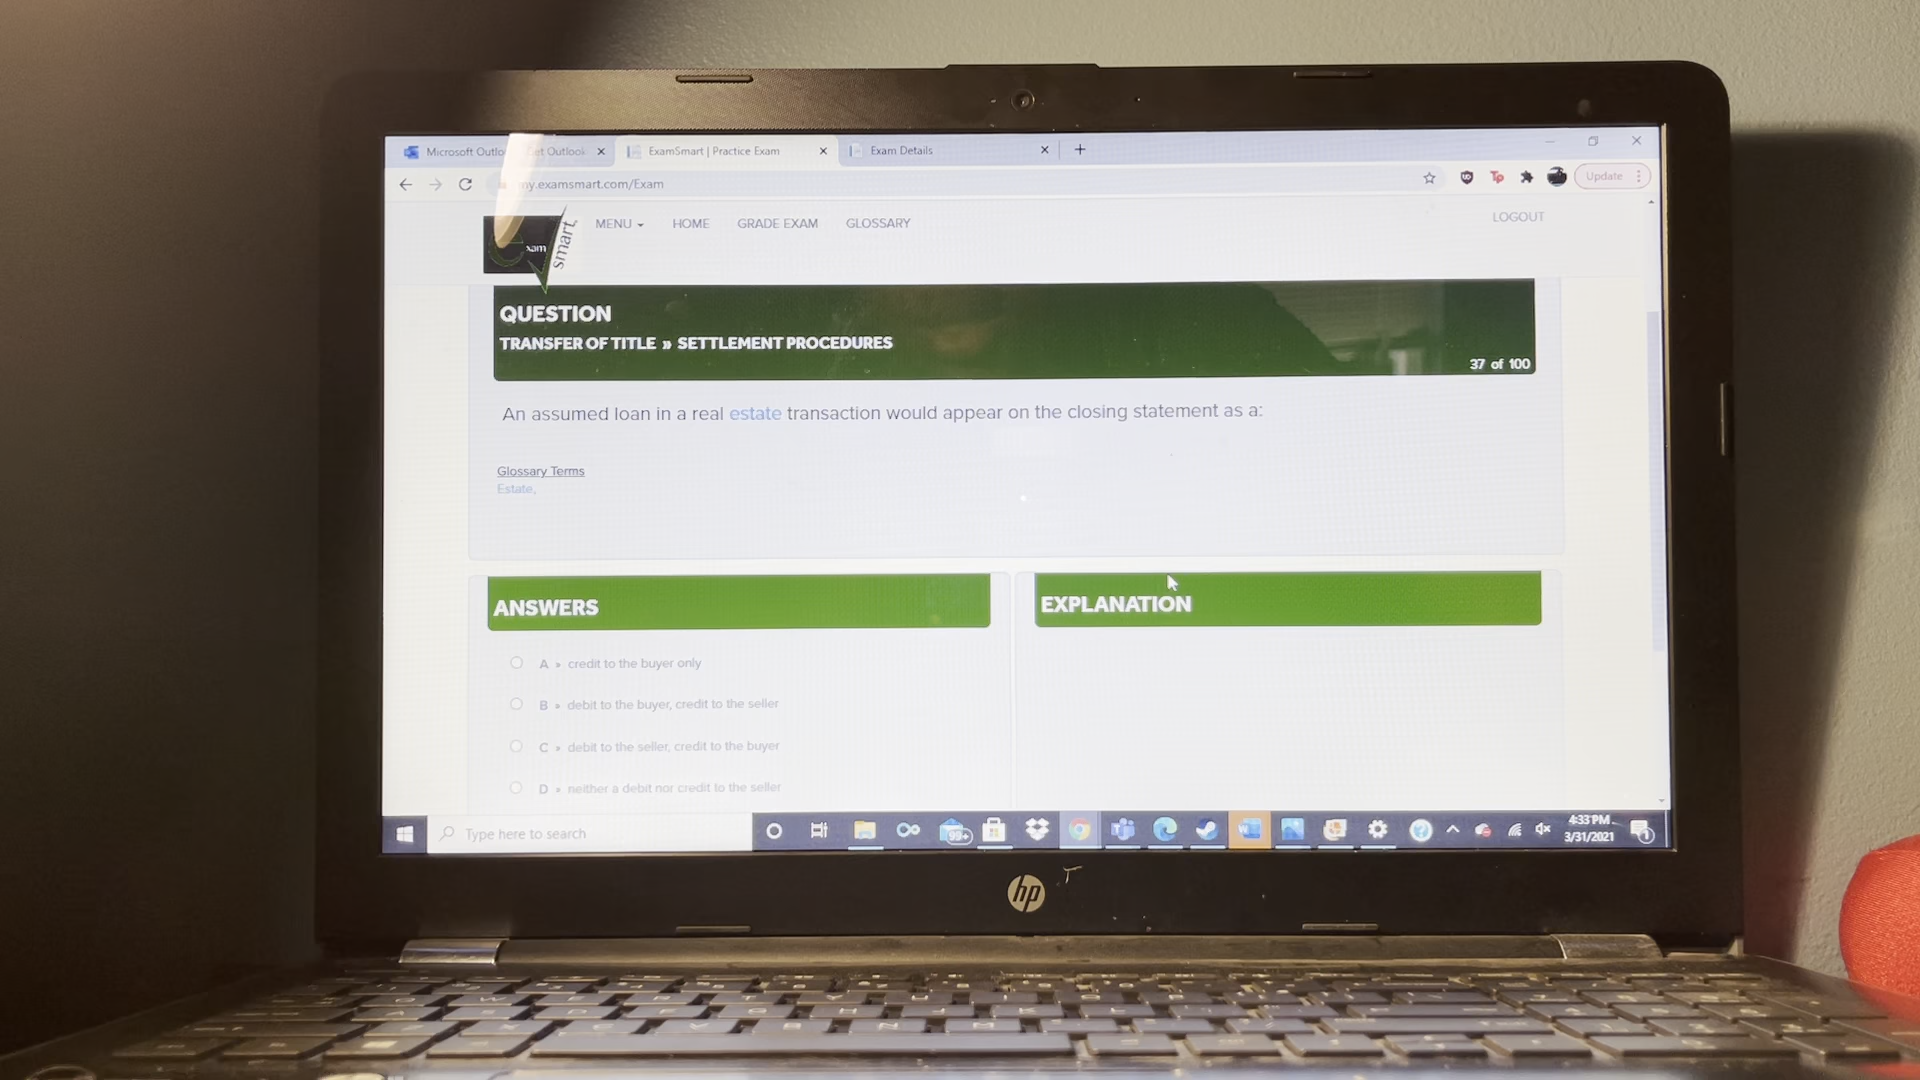 Microsoft Outlo et Outlook
ExamSmart | Practice Exam
Exam Details
my.examsmart.com/Exam
Update
exam
smart
MENU
HOME
GRADE EXAM
GLOSSARY
LOGOUT
QUESTION
TRANSFER OF TITLE » SETTLEMENT PROCEDURES
37 of 100
An assumed loan in a real estate transaction would appear on the closing statement as a:
Glossary Terms
Estate,
ANSWERS
EXPLANATION
A » credit to the buyer only
B » debit to the buyer, credit to the seller
C » debit to the seller, credit to the buyer
D » neither a debit nor credit to the seller
Type here to search
99+
4:33 PM
3/31/2021
1
hp